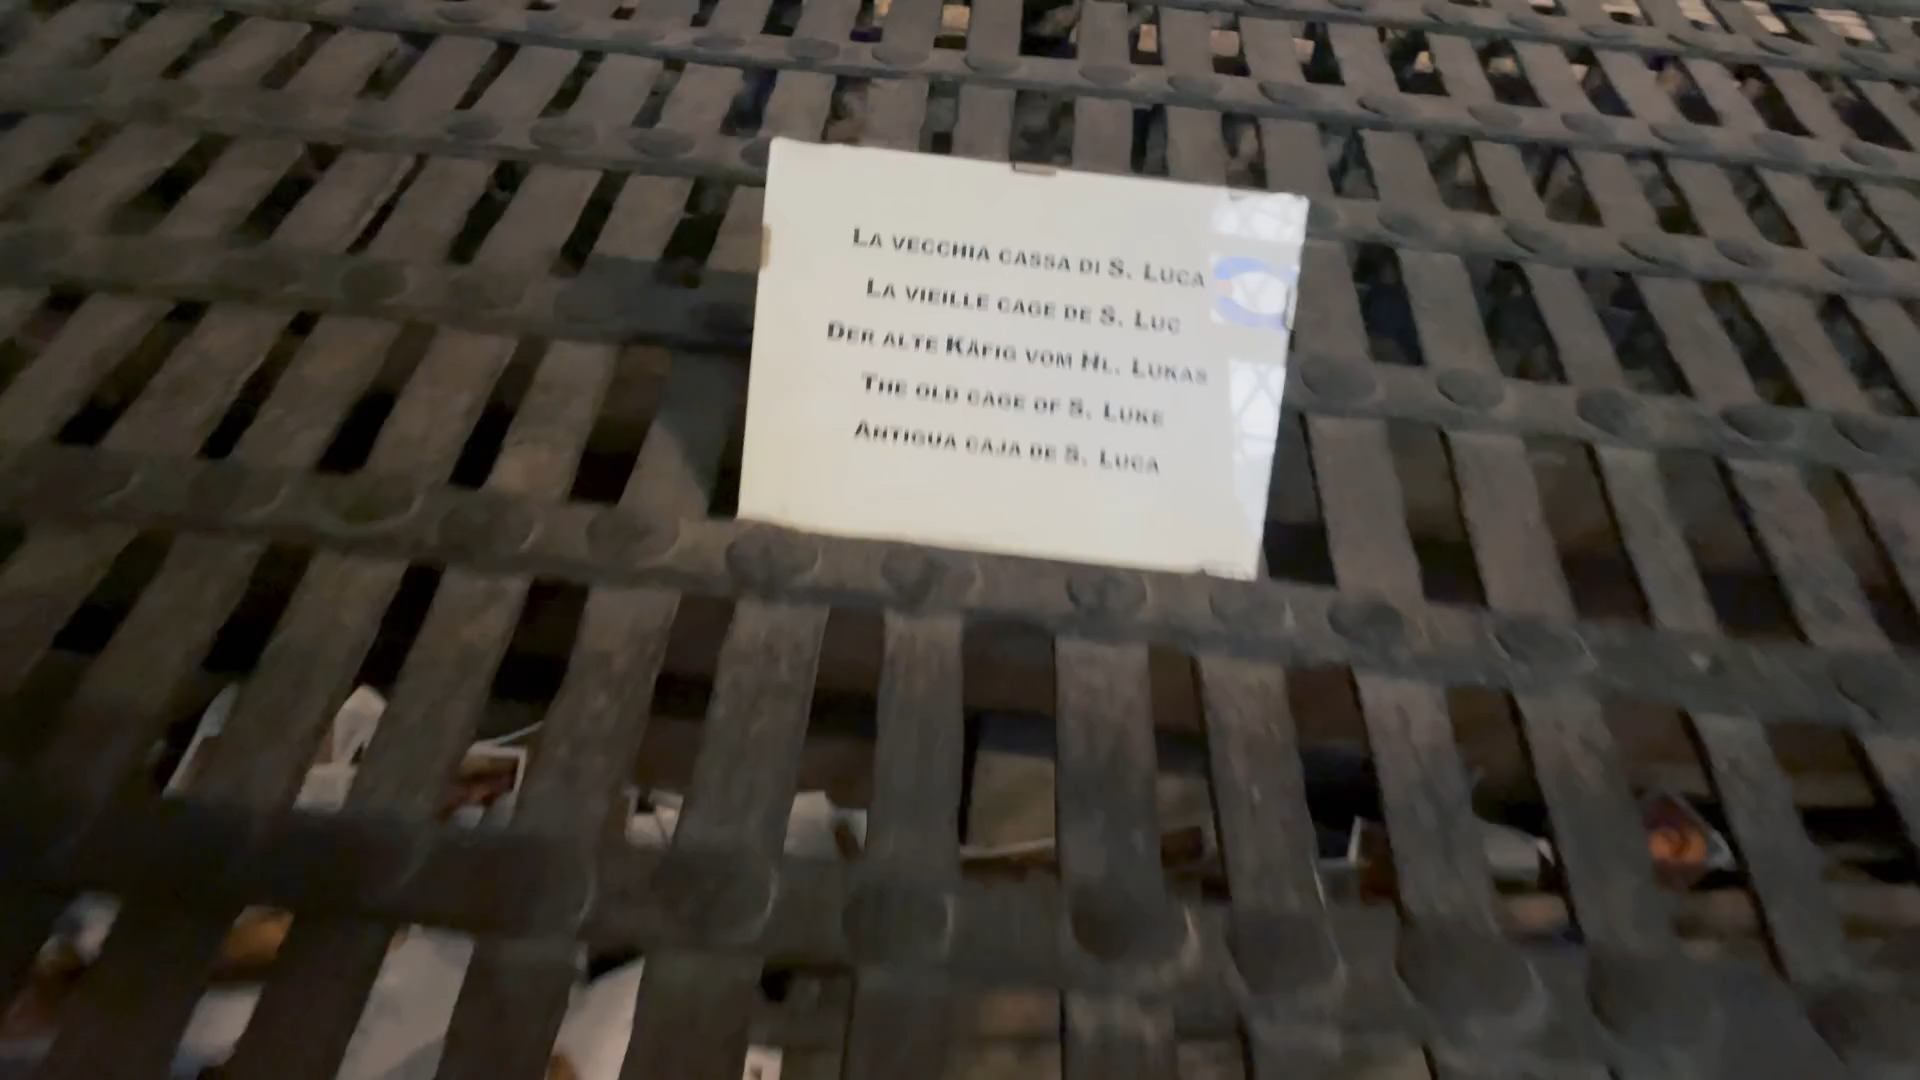 La vecchia cassa di S. Luca
La vieille cage de S. Luc
Der alte Käfig vom Hl. Lukas
The old cage of S. Luke
Antigua caja de S. Luca